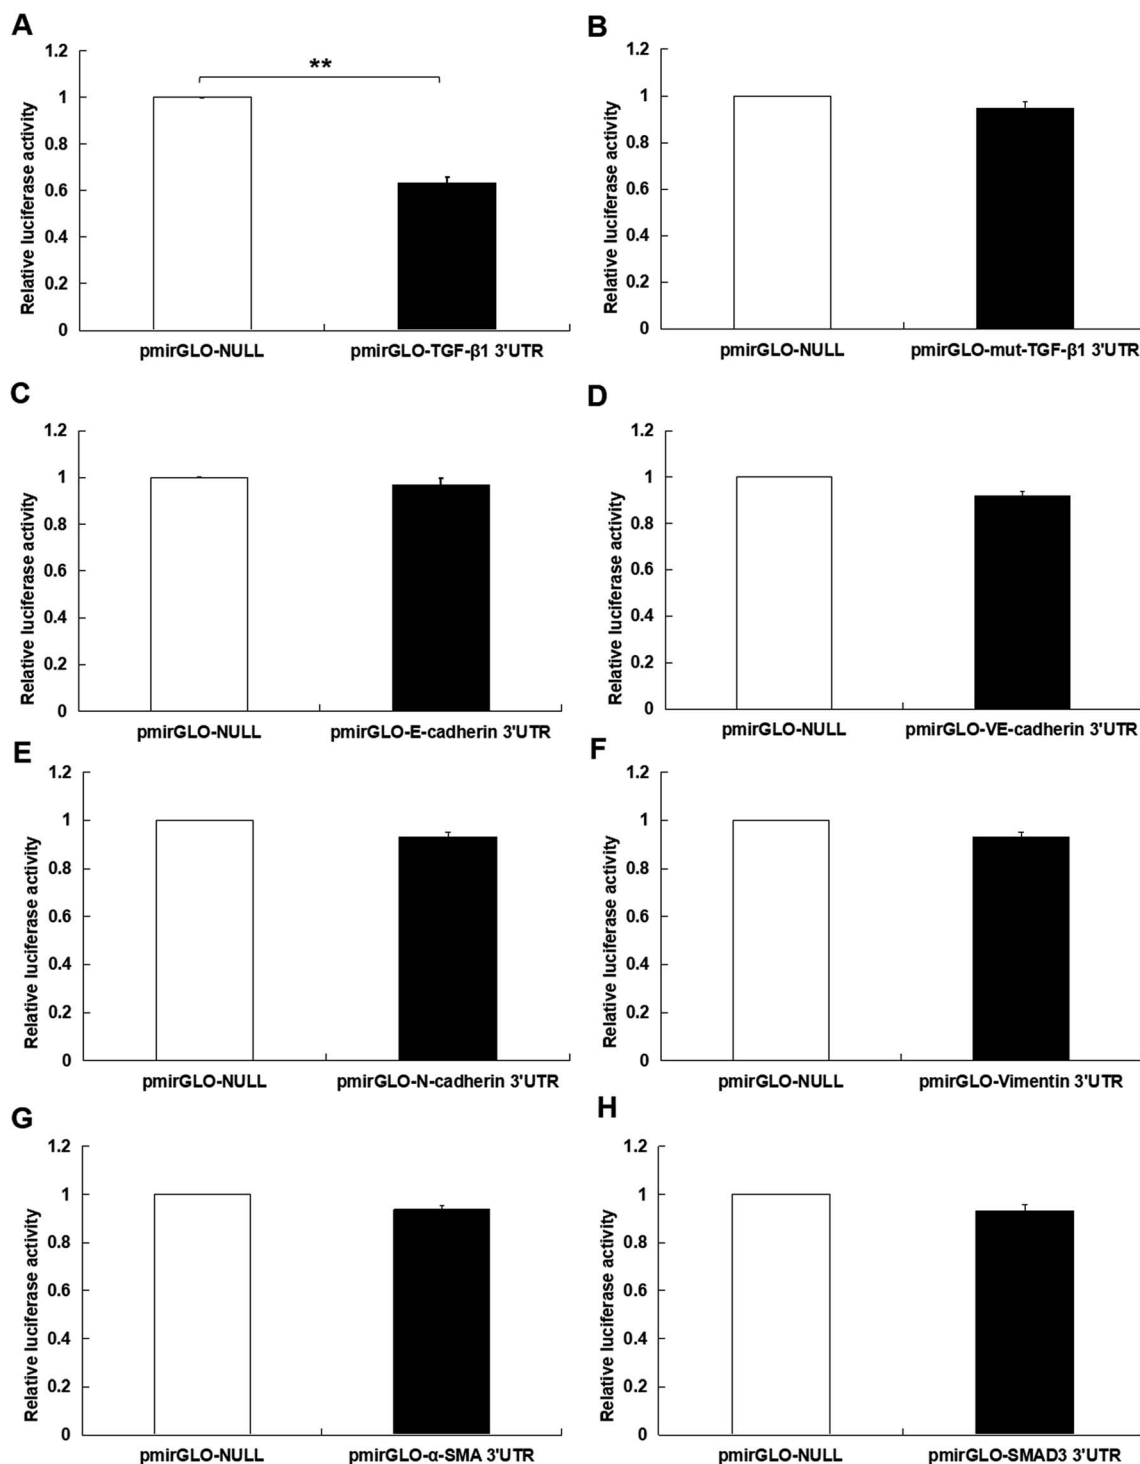 A
Relative luciferase activity
1.2
1
0.8
0.6
0.4
0.2
0
**
pmirGLO-NULL
pmirGLO-TGF-β1 3'UTR
B
Relative luciferase activity
1.2
1
0.8
0.6
0.4
0.2
0
pmirGLO-NULL
pmirGLO-mut-TGF-β1 3'UTR
C
Relative luciferase activity
1.2
1
0.8
0.6
0.4
0.2
0
pmirGLO-NULL
pmirGLO-E-cadherin 3'UTR
D
Relative luciferase activity
1.2
1
0.8
0.6
0.4
0.2
0
pmirGLO-NULL
pmirGLO-VE-cadherin 3'UTR
E
Relative luciferase activity
1.2
1
0.8
0.6
0.4
0.2
0
pmirGLO-NULL
pmirGLO-N-cadherin 3'UTR
F
Relative luciferase activity
1.2
1
0.8
0.6
0.4
0.2
0
pmirGLO-NULL
pmirGLO-Vimentin 3'UTR
G
Relative luciferase activity
1.2
1
0.8
0.6
0.4
0.2
0
pmirGLO-NULL
pmirGLO-α-SMA 3'UTR
H
Relative luciferase activity
1.2
1
0.8
0.6
0.4
0.2
0
pmirGLO-NULL
pmirGLO-SMAD3 3'UTR